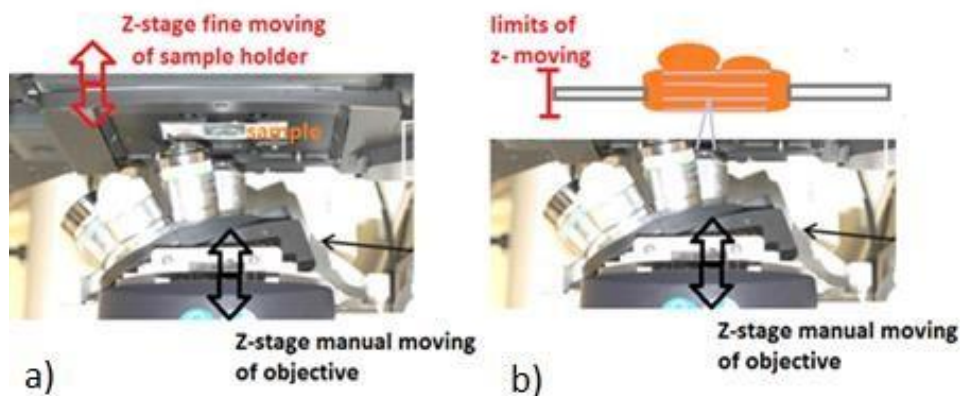 Z-stage fine moving
of sample holder
sample
Z-stage manual moving
of objective
a)
limits of
z- moving
Z-stage manual moving
of objective
b)